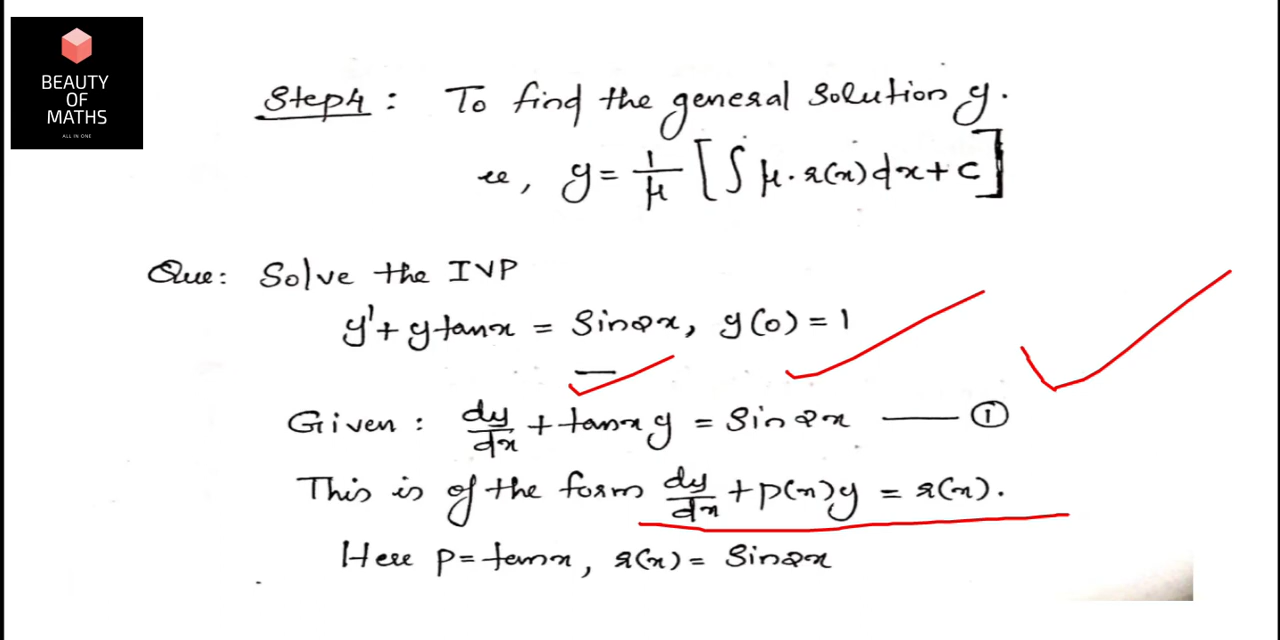 BEAUTY
OF
MATHS
ALL IN ONE
Step4 : To find the general solution y.
ie, y = 1/μ [∫ μ · r(x) dx + c]
Que: Solve the IVP
y' + y tanx = sin2x, y(0) = 1
Given : dy/dx + tanx y = sin2x —— ①
This is of the form dy/dx + p(x)y = r(x).
Here p = tanx, r(x) = sin2x